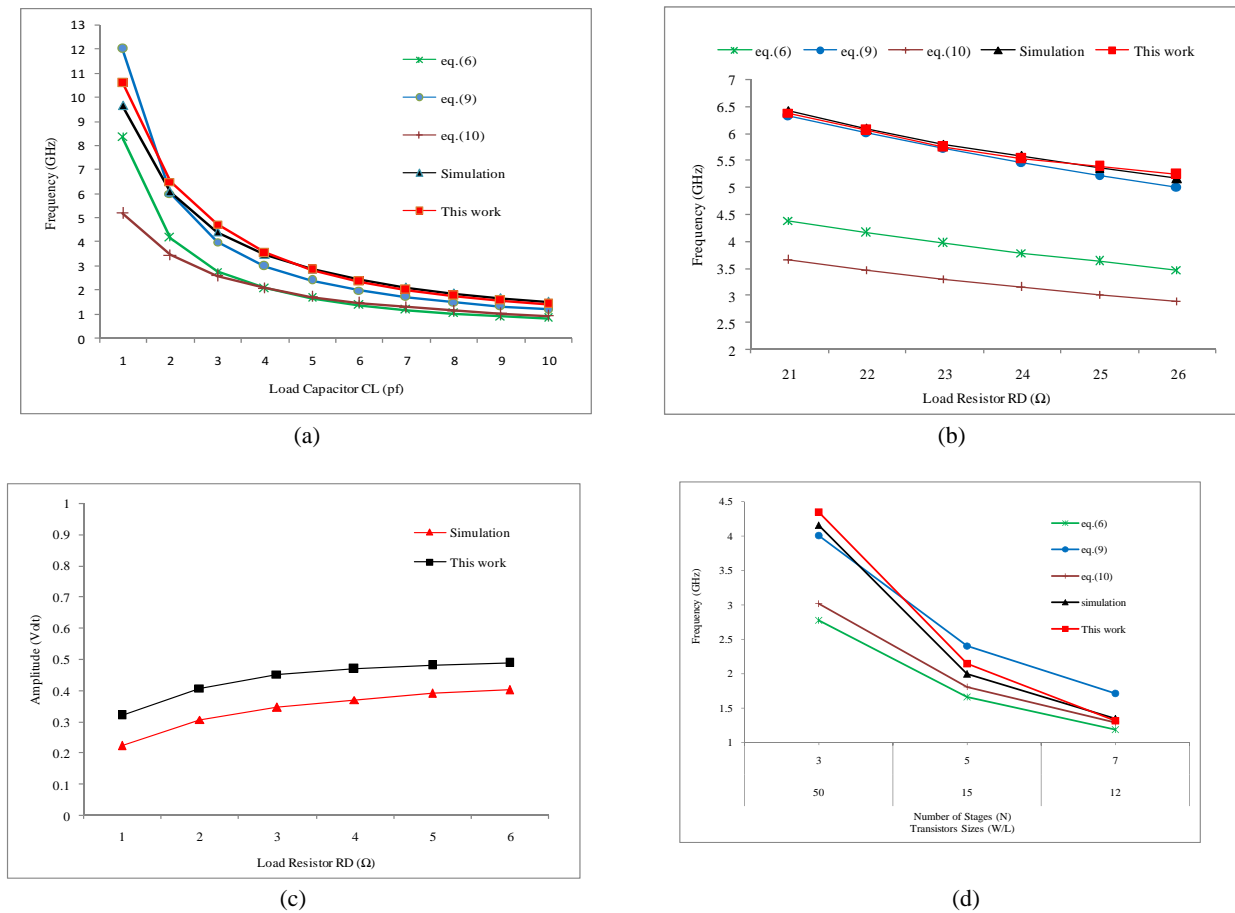 13
12
11
10
9
8
7
6
5
4
3
2
1
0
Frequency (GHz)
eq.(6)
eq.(9)
eq.(10)
Simulation
This work
1 2 3 4 5 6 7 8 9 10
Load Capacitor CL (pf)
(a)
eq.(6) eq.(9) eq.(10) Simulation This work
7
6.5
6
5.5
5
4.5
4
3.5
3
2.5
2
Frequency (GHz)
21 22 23 24 25 26
Load Resistor RD (Ω)
(b)
1
0.9
0.8
0.7
0.6
0.5
0.4
0.3
0.2
0.1
0
Amplitude (Volt)
Simulation
This work
1 2 3 4 5 6
Load Resistor RD (Ω)
(c)
4.5
4
3.5
3
2.5
2
1.5
1
Frequency (GHz)
eq.(6)
eq.(9)
eq.(10)
simulation
This work
3 5 7
50 15 12
Number of Stages (N)
Transistors Sizes (W/L)
(d)